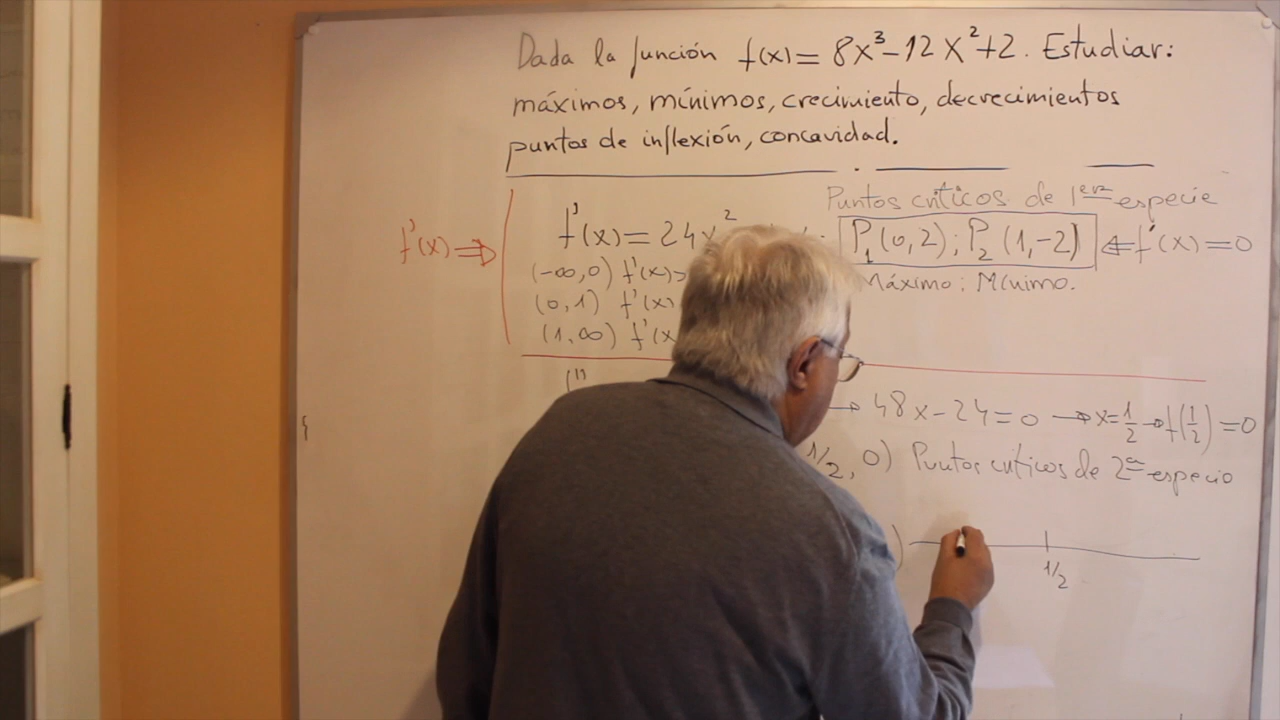 Dada la función f(x) = 8x³-12x²+2. Estudiar:
máximos, mínimos, crecimiento, decrecimientos
puntos de inflexión, concavidad.
Puntos críticos de 1era especie
f'(x) ⇒ f'(x) = 24x² P₁(0,2); P₂(1,-2) ⇐ f'(x) = 0
(-∞,0) f'(x)> Máximo; Mínimo.
(0,1) f'(x)
(1,∞) f'(x
→ 48x-24=0 → x=1/2 → f(1/2)=0
1/2, 0) Puntos críticos de 2ª especie
)
1/2